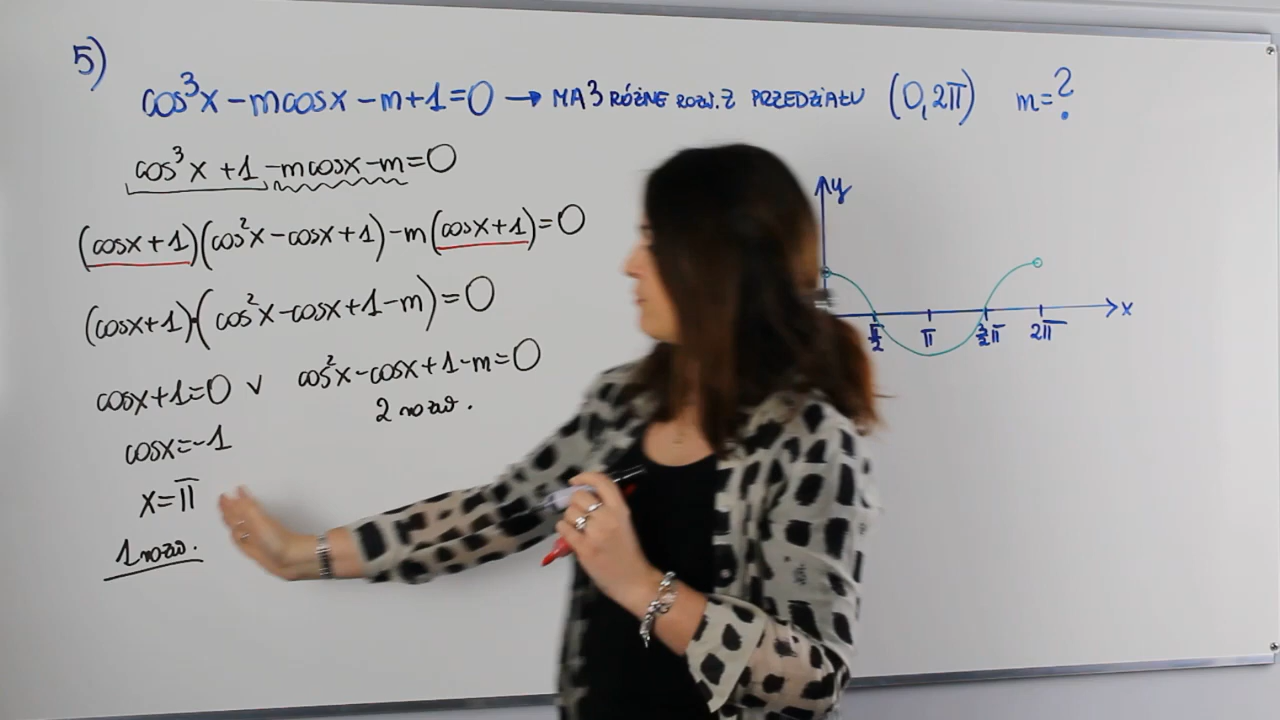 5)
cos³x – mcosx – m+1=0 → MA 3 RÓŻNE ROZW. Z PRZEDZIAŁU (0,2π) m=?
cos³x +1 –mcosx–m=0
(cosx+1)(cos²x–cosx+1)–m(cosx+1)=0
(cosx+1)·(cos²x–cosx+1–m)=0
cosx+1=0 ∨ cos²x–cosx+1–m=0
2 rozw.
cosx=–1
x=π
1 rozw.
y
x
π/2 π 3/2π 2π